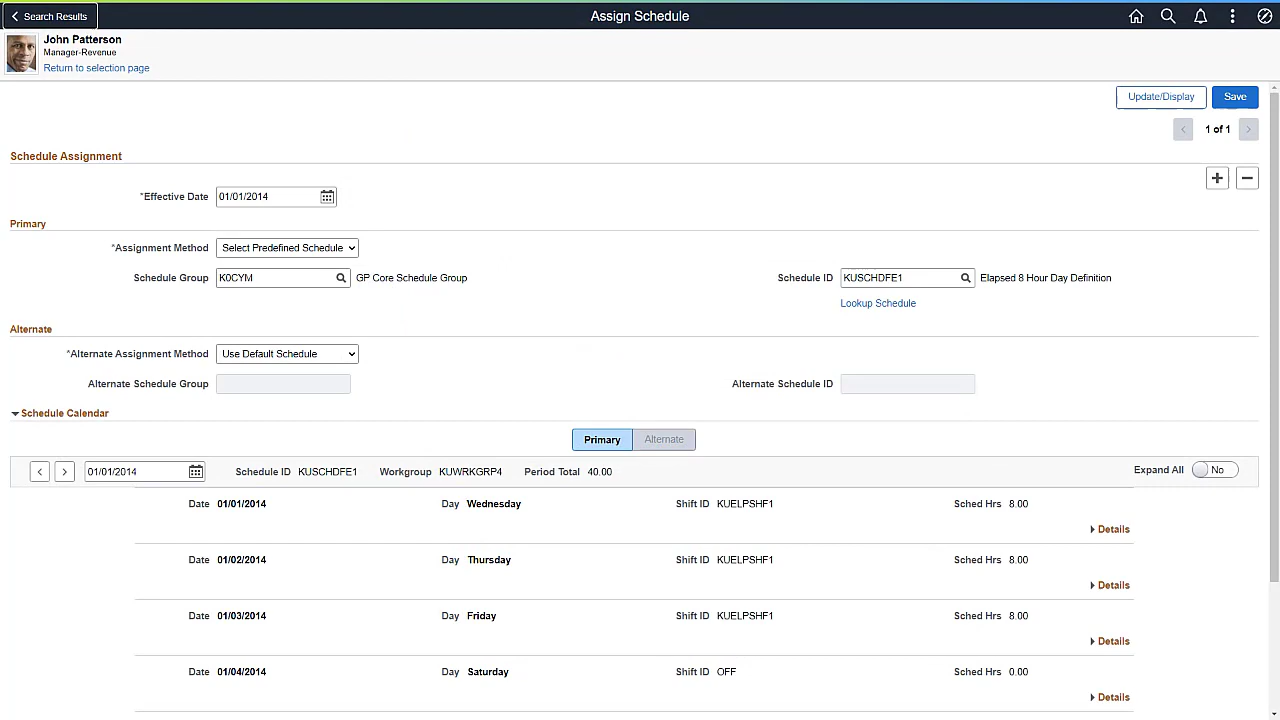 Search Results
Assign Schedule
John Patterson
Manager-Revenue
Return to selection page
Update/Display Save
1 of 1
Schedule Assignment
*Effective Date 01/01/2014
Primary
*Assignment Method Select Predefined Schedule
Schedule Group K0CYM GP Core Schedule Group Schedule ID KUSCHDFE1 Elapsed 8 Hour Day Definition
Lookup Schedule
Alternate
*Alternate Assignment Method Use Default Schedule
Alternate Schedule Group Alternate Schedule ID
Schedule Calendar
Primary Alternate
01/01/2014 Schedule ID KUSCHDFE1 Workgroup KUWRKGRP4 Period Total 40.00 Expand All No
Date 01/01/2014 Day Wednesday Shift ID KUELPSHF1 Sched Hrs 8.00
Details
Date 01/02/2014 Day Thursday Shift ID KUELPSHF1 Sched Hrs 8.00
Details
Date 01/03/2014 Day Friday Shift ID KUELPSHF1 Sched Hrs 8.00
Details
Date 01/04/2014 Day Saturday Shift ID OFF Sched Hrs 0.00
Details